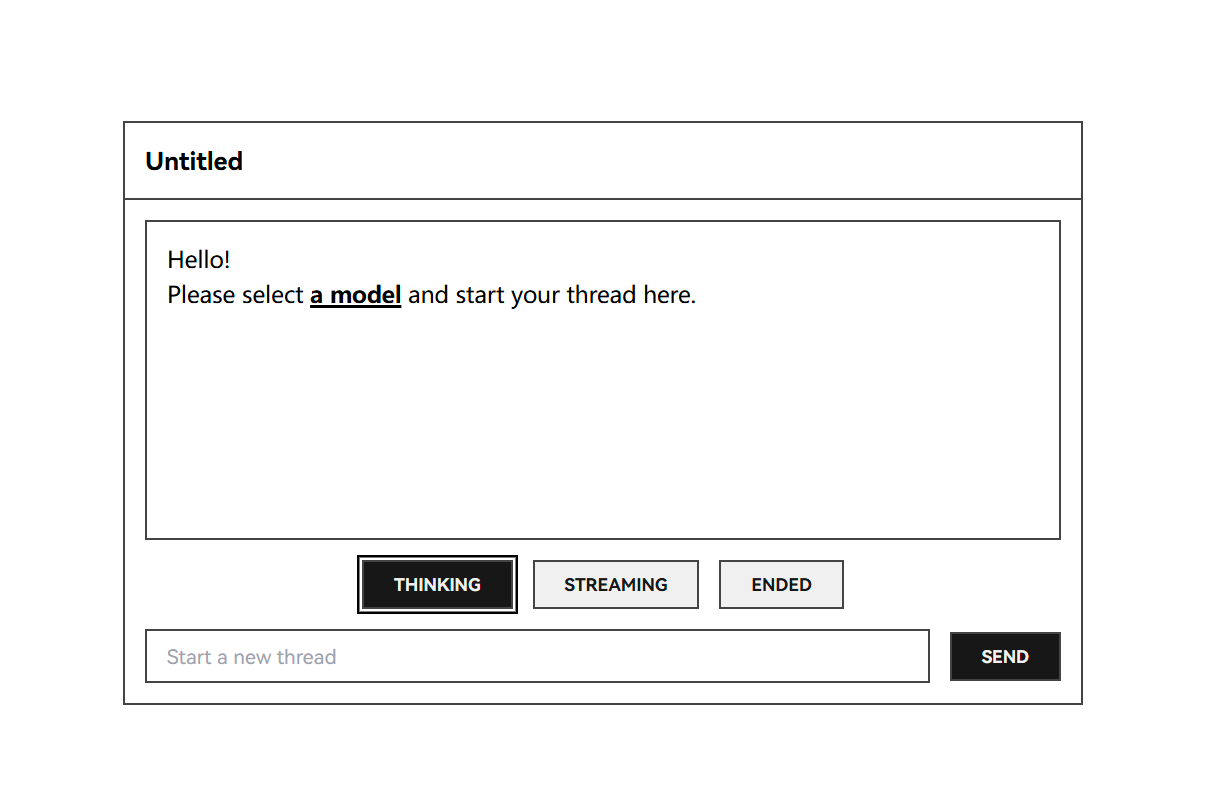 Untitled
Hello!
Please select a model and start your thread here.
THINKING
STREAMING
ENDED
Start a new thread
SEND